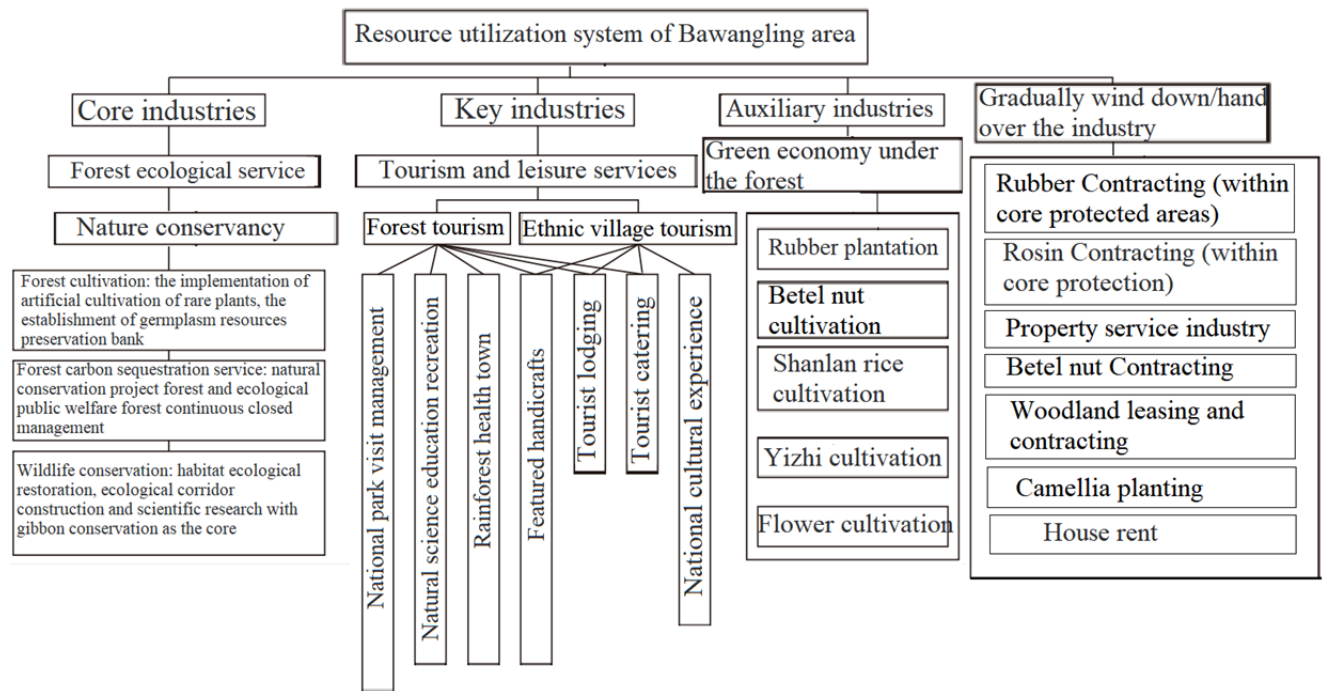 Resource utilization system of Bawangling area
Core industries
Key industries
Auxiliary industries
Gradually wind down/hand
over the industry
Forest ecological service
Tourism and leisure services
Green economy under
the forest
Nature conservancy
Forest tourism
Ethnic village tourism
Forest cultivation: the implementation of
artificial cultivation of rare plants, the
establishment of germplasm resources
preservation bank
Forest carbon sequestration service: natural
conservation project forest and ecological
public welfare forest continuous closed
management
Wildlife conservation: habitat ecological
restoration, ecological corridor
construction and scientific research with
gibbon conservation as the core
National park visit management
Natural science education recreation
Rainforest health town
Featured handicrafts
Tourist lodging
Tourist catering
National cultural experience
Rubber plantation
Betel nut
cultivation
Shanlan rice
cultivation
Yizhi cultivation
Flower cultivation
Rubber Contracting (within
core protected areas)
Rosin Contracting (within
core protection)
Property service industry
Betel nut Contracting
Woodland leasing and
contracting
Camellia planting
House rent